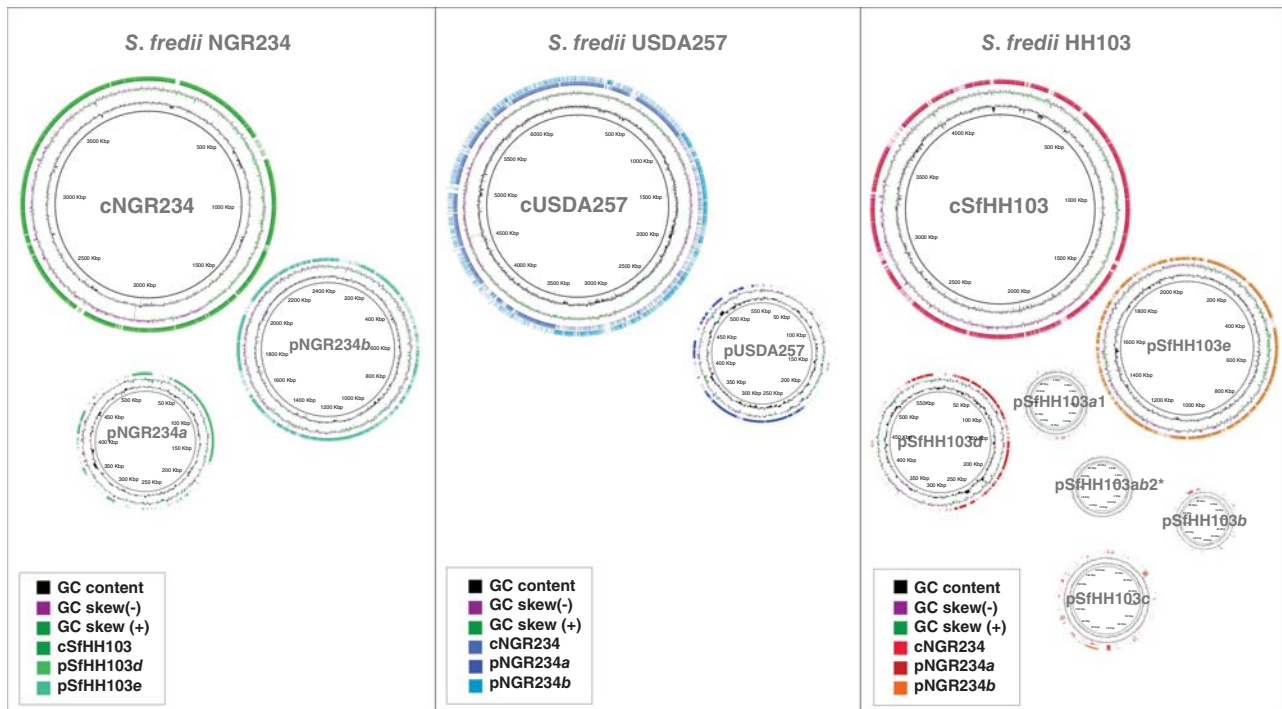 S. fredii NGR234
3500 Kbp
500 Kbp
3000 Kbp
cNGR234
1000 Kbp
2500 Kbp
1500 Kbp
2000 Kbp
2400 Kbp
2200 Kbp
200 Kbp
2000 Kbp
400 Kbp
pNGR234b
1800 Kbp
600 Kbp
1600 Kbp
800 Kbp
1400 Kbp
1000 Kbp
1200 Kbp
500 Kbp
50 Kbp
450 Kbp
100 Kbp
pNGR234a
400 Kbp
150 Kbp
350 Kbp
200 Kbp
300 Kbp
250 Kbp
GC content
GC skew(-)
GC skew (+)
cSfHH103
pSfHH103d
pSfHH103e
S. fredii USDA257
6000 Kbp
500 Kbp
5500 Kbp
1000 Kbp
5000 Kbp
1500 Kbp
cUSDA257
4500 Kbp
2000 Kbp
4000 Kbp
2500 Kbp
3500 Kbp
3000 Kbp
550 Kbp
500 Kbp
50 Kbp
450 Kbp
100 Kbp
pUSDA257
400 Kbp
150 Kbp
350 Kbp
200 Kbp
300 Kbp
250 Kbp
GC content
GC skew(-)
GC skew (+)
cNGR234
pNGR234a
pNGR234b
S. fredii HH103
4000 Kbp
500 Kbp
3500 Kbp
1000 Kbp
cSfHH103
3000 Kbp
1500 Kbp
2500 Kbp
2000 Kbp
2000 Kbp
200 Kbp
1800 Kbp
400 Kbp
pSfHH103e
1600 Kbp
600 Kbp
1400 Kbp
800 Kbp
1200 Kbp
1000 Kbp
pSfHH103a1
550 Kbp
50 Kbp
500 Kbp
100 Kbp
pSfHH103d
450 Kbp
150 Kbp
400 Kbp
200 Kbp
350 Kbp
250 Kbp
300 Kbp
pSfHH103ab2*
pSfHH103b
pSfHH103c
GC content
GC skew(-)
GC skew (+)
cNGR234
pNGR234a
pNGR234b